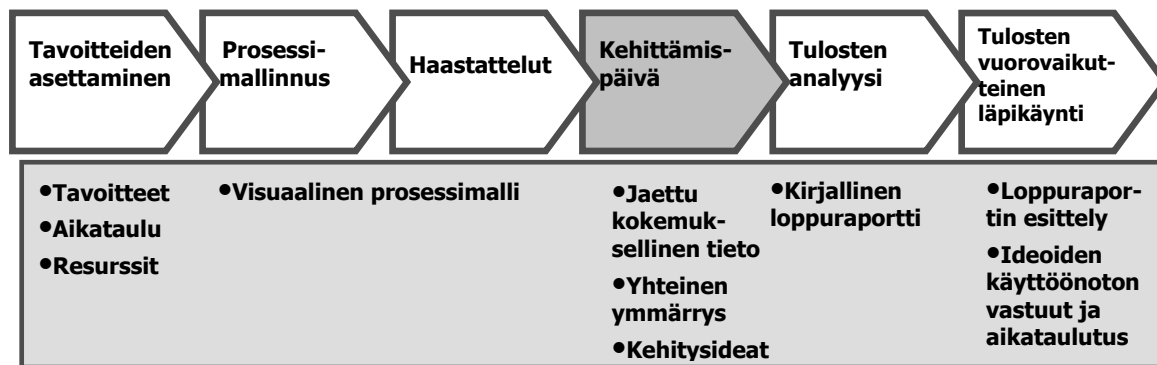 Tavoitteiden
asettaminen
Prosessi-
mallinnus
Haastattelut
Kehittämis-
päivä
Tulosten
analyysi
Tulosten
vuorovaikut-
teinen
läpikäynti
•Tavoitteet
•Aikataulu
•Resurssit
•Visuaalinen prosessimalli
•Jaettu
kokemuk-
sellinen tieto
•Yhteinen
ymmärrys
•Kehitysideat
•Kirjallinen
loppuraportti
•Loppurapor-
tin esittely
•Ideoiden
käyttöönoton
vastuut ja
aikataulutus